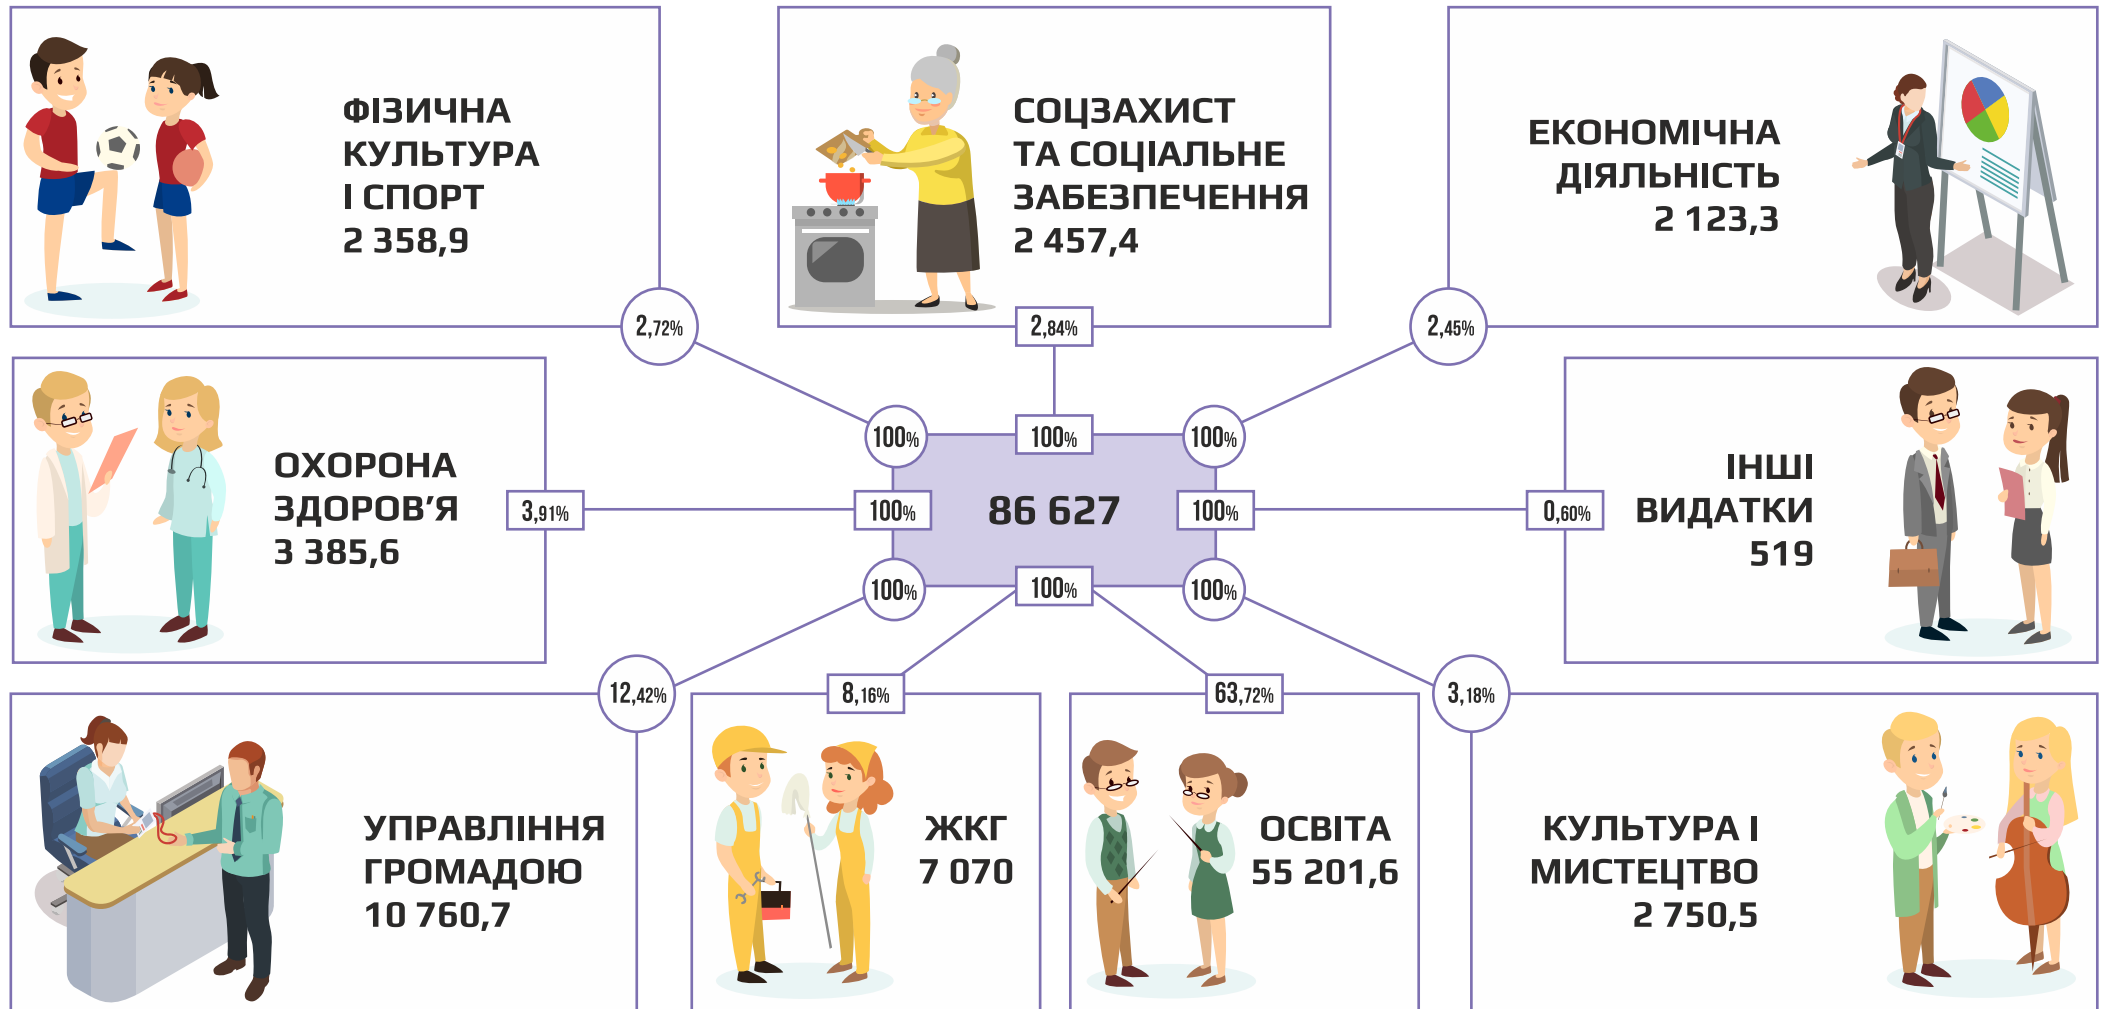 ФІЗИЧНА
КУЛЬТУРА
І СПОРТ
2 358,9
2,72%
СОЦЗАХИСТ
ТА СОЦІАЛЬНЕ
ЗАБЕЗПЕЧЕННЯ
2 457,4
2,84%
ЕКОНОМІЧНА
ДІЯЛЬНІСТЬ
2 123,3
2,45%
ОХОРОНА
ЗДОРОВ’Я
3 385,6
3,91%
100%
100%
100%
100%
86 627
100%
100%
100%
100%
0,60%
ІНШІ
ВИДАТКИ
519
12,42%
УПРАВЛІННЯ
ГРОМАДОЮ
10 760,7
8,16%
ЖКГ
7 070
63,72%
ОСВІТА
55 201,6
3,18%
КУЛЬТУРА І
МИСТЕЦТВО
2 750,5